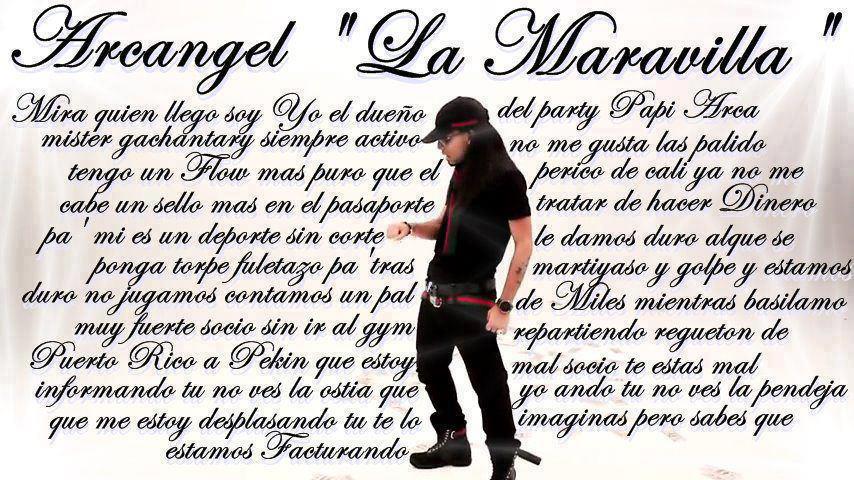 Arcangel "La Maravilla"
Mira quien llego soy Yo el dueño del party Papi Arca
mister gachantary siempre activo no me gusta las palido
tengo un Flow mas puro que el perico de cali ya no me
cabe un sello mas en el pasaporte tratar de hacer Dinero
pa ' mi es un deporte sin corte le damos duro alque se
ponga torpe fuletazo pa 'tras martiyaso y golpe y estamos
duro no jugamos contamos un pal de Miles mientras basilamo
muy fuerte socio sin ir al gym repartiendo regueton de
Puerto Rico a Pekin que estoy mal socio te estas mal
informando tu no ves la ostia que yo ando tu no ves la pendeja
que me estoy desplasando tu te lo imaginas pero sabes que
estamos Facturando